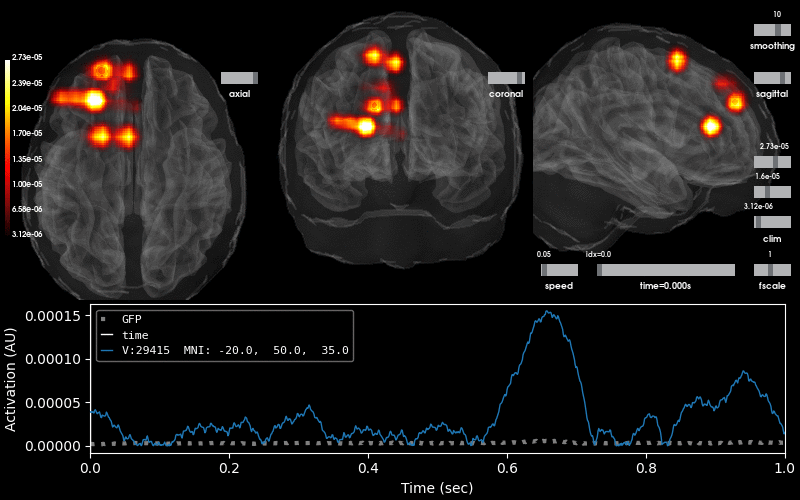 2.73e-05
2.39e-05
2.04e-05
1.70e-05
1.35e-05
1.00e-05
6.58e-06
3.12e-06
axial
coronal
10
smoothing
sagittal
2.73e-05
1.6e-05
3.12e-06
clim
0.05
speed
idx=0.0
time=0.000s
1
fscale
GFP
time
V:29415 MNI: -20.0, 50.0, 35.0
Activation (AU)
0.00015
0.00010
0.00005
0.00000
0.0 0.2 0.4 0.6 0.8 1.0
Time (sec)